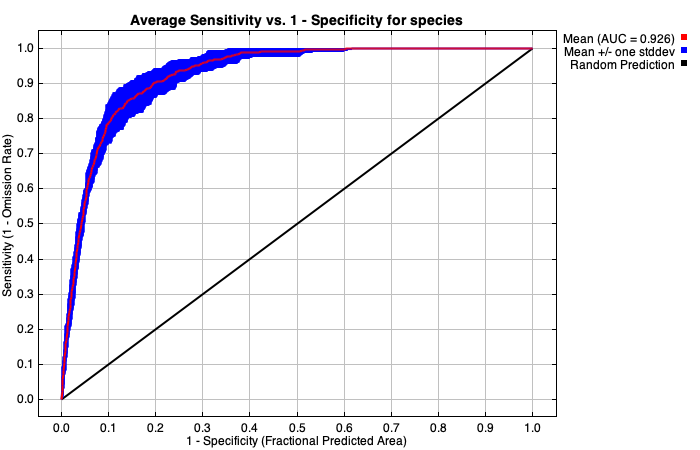 Average Sensitivity vs. 1 - Specificity for species
Mean (AUC = 0.926)
Mean +/- one stddev
Random Prediction
Sensitivity (1 - Omission Rate)
1.0
0.9
0.8
0.7
0.6
0.5
0.4
0.3
0.2
0.1
0.0
0.0 0.1 0.2 0.3 0.4 0.5 0.6 0.7 0.8 0.9 1.0
1 - Specificity (Fractional Predicted Area)